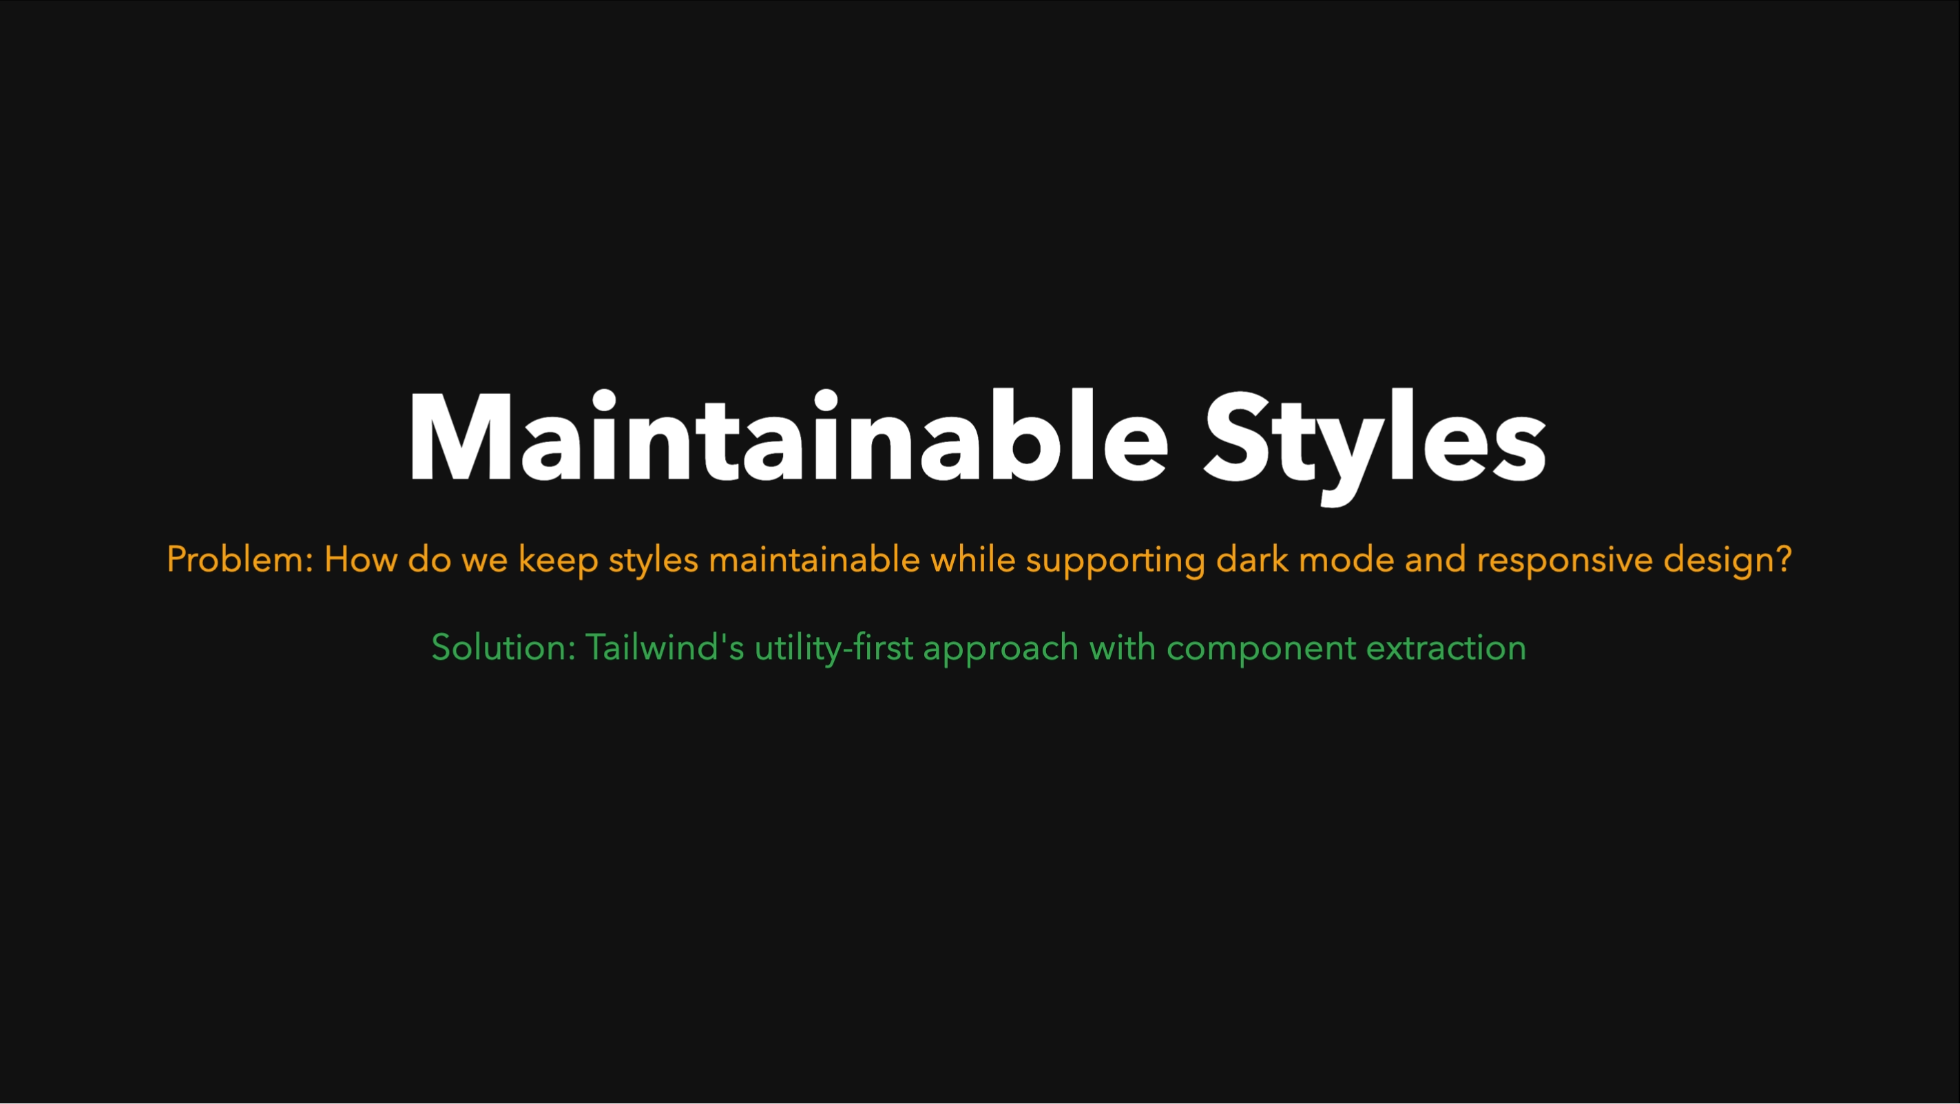 Maintainable Styles
Problem: How do we keep styles maintainable while supporting dark mode and responsive design?
Solution: Tailwind's utility-first approach with component extraction